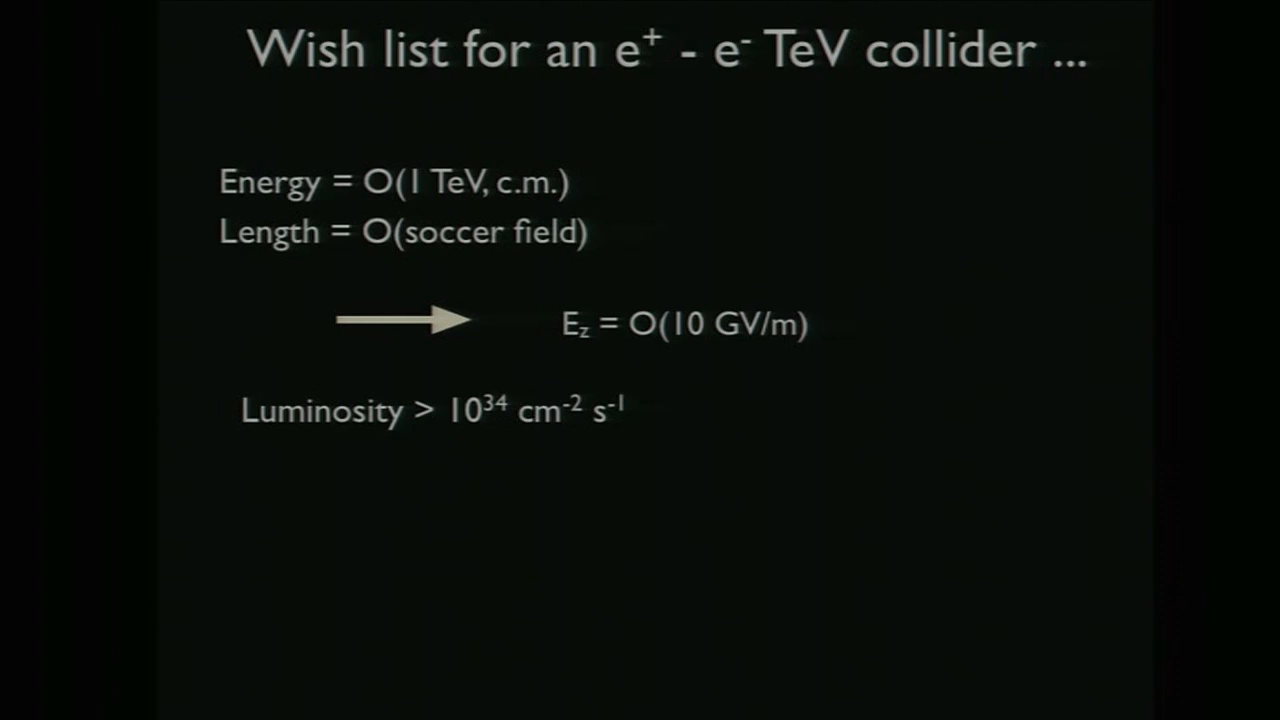 Wish list for an e⁺ - e⁻ TeV collider ...
Energy = O(1 TeV, c.m.)
Length = O(soccer field)
E_z = O(10 GV/m)
Luminosity > 10³⁴ cm⁻² s⁻¹